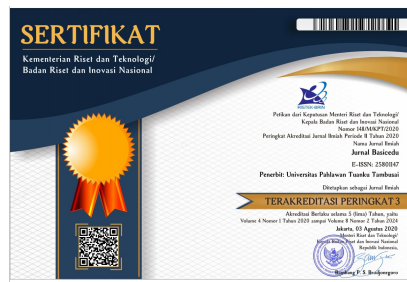 SERTIFIKAT
Kementerian Riset dan Teknologi/
Badan Riset dan Inovasi Nasional
RISTEK-BRIN
Petikan dari Keputusan Menteri Riset dan Teknologi/
Kepala Badan Riset dan Inovasi Nasional
Nomor 148/M/KPT/2020
Peringkat Akreditasi Jurnal Ilmiah Periode II Tahun 2020
Nama Jurnal Ilmiah
Jurnal Basicedu
E-ISSN: 25801147
Penerbit: Universitas Pahlawan Tuanku Tambusai
Ditetapkan sebagai Jurnal Ilmiah
TERAKREDITASI PERINGKAT 3
Akreditasi Berlaku selama 5 (lima) Tahun, yaitu
Volume 4 Nomor 1 Tahun 2020 sampai Volume 8 Nomor 2 Tahun 2024
Jakarta, 03 Agustus 2020
Menteri Riset dan Teknologi/
Kepala Badan Riset dan Inovasi Nasional
Republik Indonesia,
Bambang P. S. Brodjonegoro